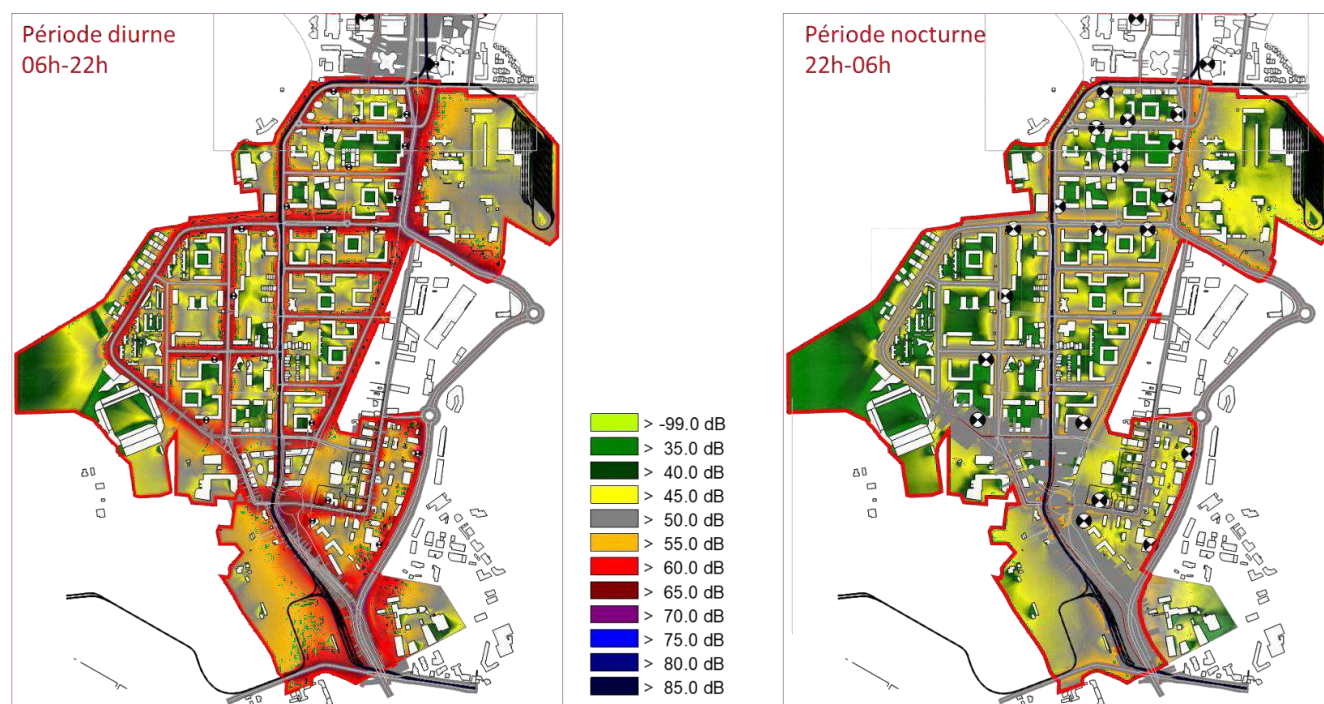 Période diurne
06h-22h
> -99.0 dB
> 35.0 dB
> 40.0 dB
> 45.0 dB
> 50.0 dB
> 55.0 dB
> 60.0 dB
> 65.0 dB
> 70.0 dB
> 75.0 dB
> 80.0 dB
> 85.0 dB
Période nocturne
22h-06h